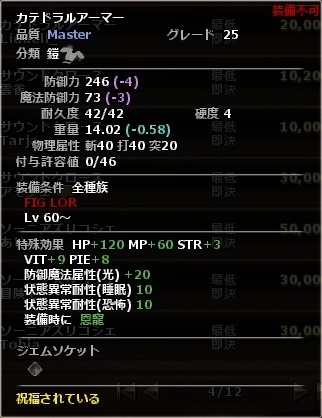 装備不可
カテドラルアーマー
品質 Master グレード 25
分類 鎧
防御力 246 (-4)
魔法防御力 73 (-3)
耐久度 42/42 硬度 4
重量 14.02 (-0.58)
物理属性 斬40 打40 突20
付与許容値 0/46
装備条件 全種族
FIG LOR
Lv 60～
特殊効果 HP+120 MP+60 STR+3
VIT+9 PIE+8
防御魔法属性(光) +20
状態異常耐性(睡眠) 10
状態異常耐性(恐怖) 10
装備時に 恩寵
ジェムソケット
4/12
祝福されている